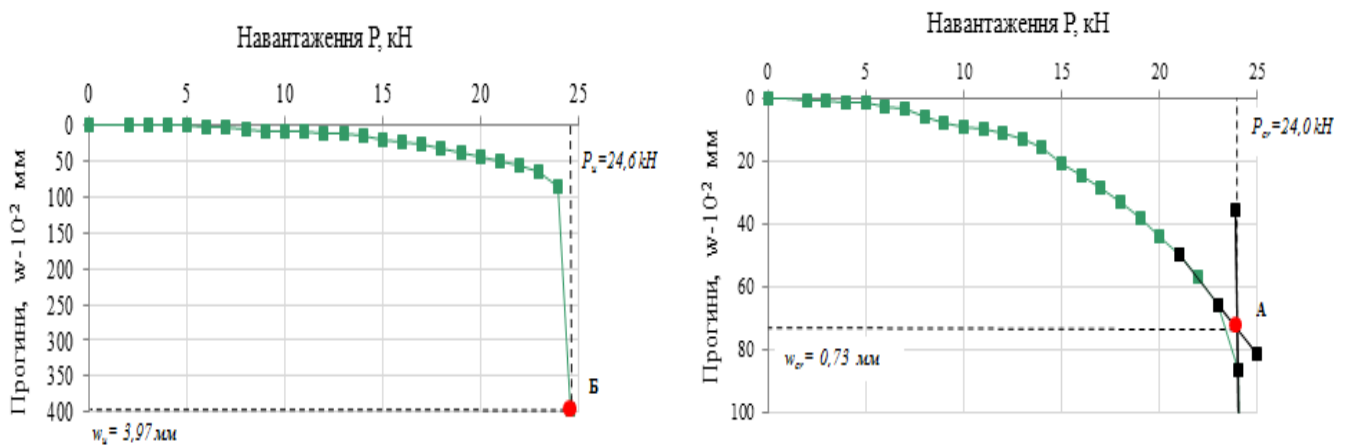 Навантаження P, кН
0 5 10 15 20 25
0
50
100
150
200
250
300
350
400
Прогини, w·10⁻² мм
Pᵤ=24,6 kH
Б
wᵤ= 3,97 мм
Навантаження P, кН
0 5 10 15 20 25
0
20
40
60
80
100
Прогини, w·10⁻² мм
P_cr=24,0 kH
А
w_cr= 0,73 мм